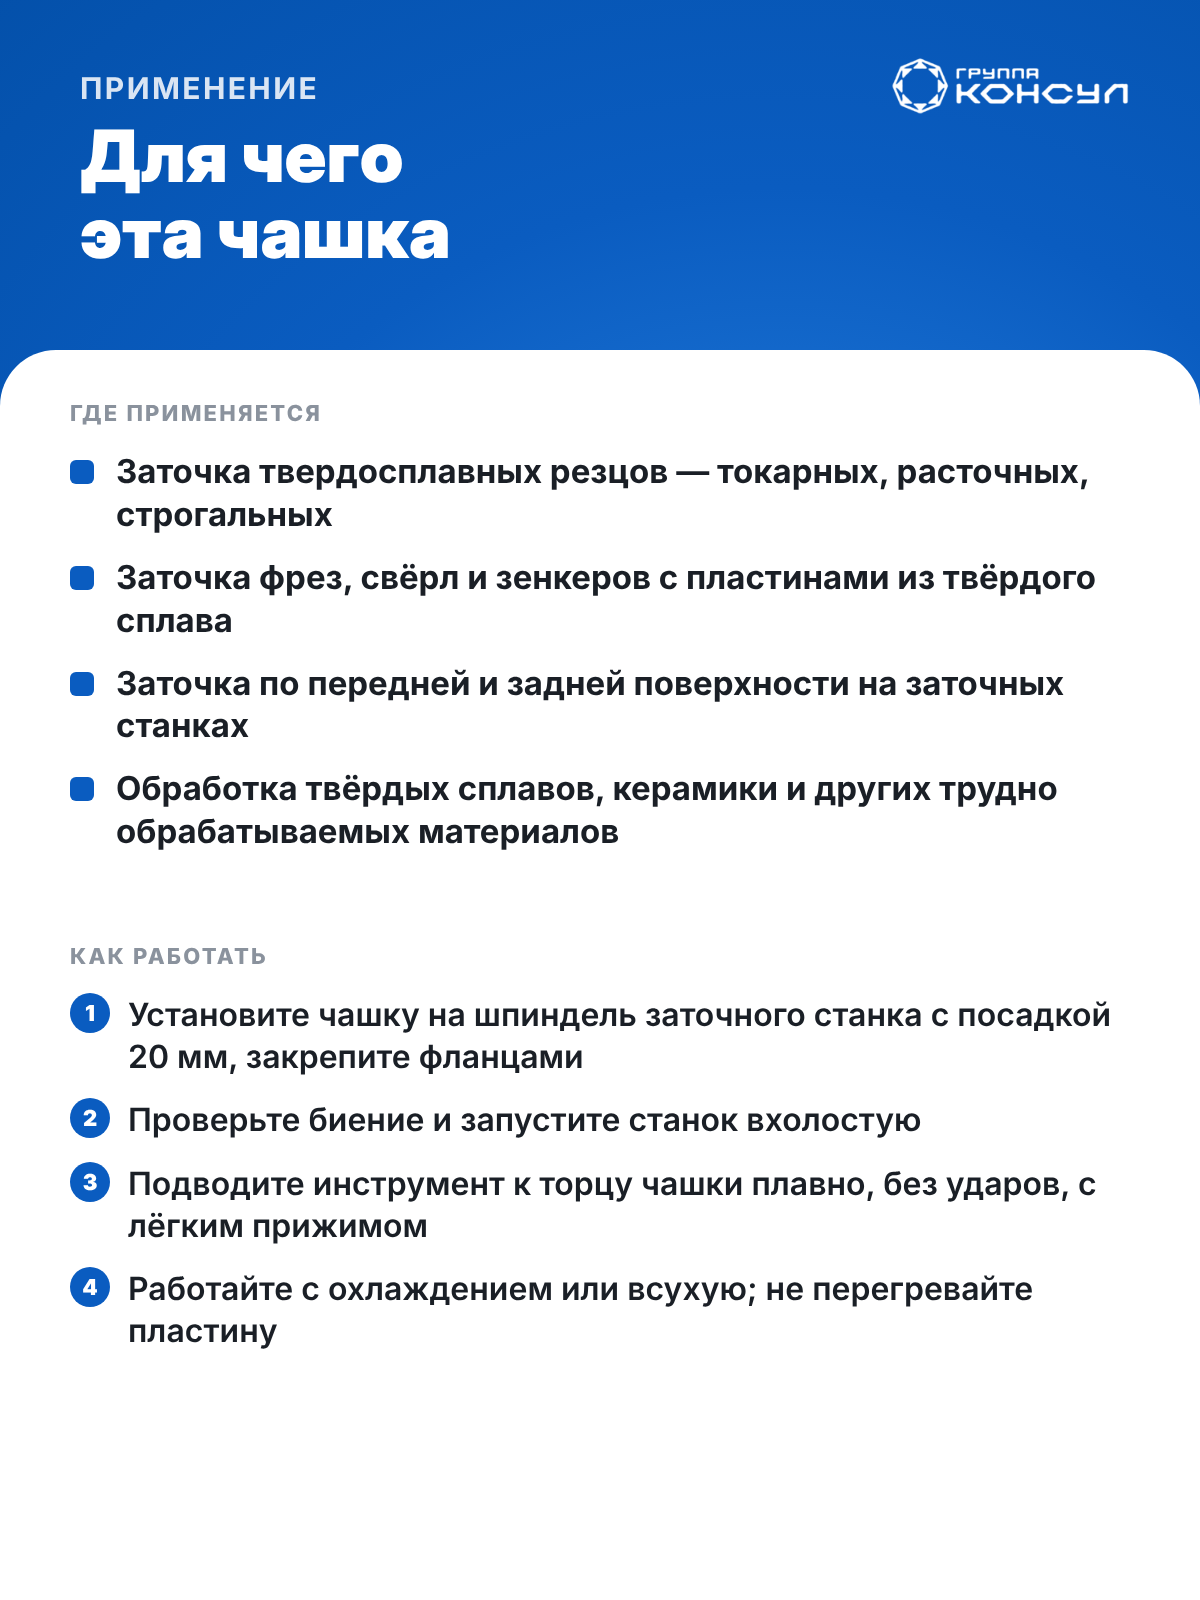 ПРИМЕНЕНИЕ
ГРУППА
КОНСУЛ
Для чего
эта чашка
ГДЕ ПРИМЕНЯЕТСЯ
Заточка твердосплавных резцов — токарных, расточных,
строгальных
Заточка фрез, свёрл и зенкеров с пластинами из твёрдого
сплава
Заточка по передней и задней поверхности на заточных
станках
Обработка твёрдых сплавов, керамики и других трудно
обрабатываемых материалов
КАК РАБОТАТЬ
1 Установите чашку на шпиндель заточного станка с посадкой
20 мм, закрепите фланцами
2 Проверьте биение и запустите станок вхолостую
3 Подводите инструмент к торцу чашки плавно, без ударов, с
лёгким прижимом
4 Работайте с охлаждением или всухую; не перегревайте
пластину